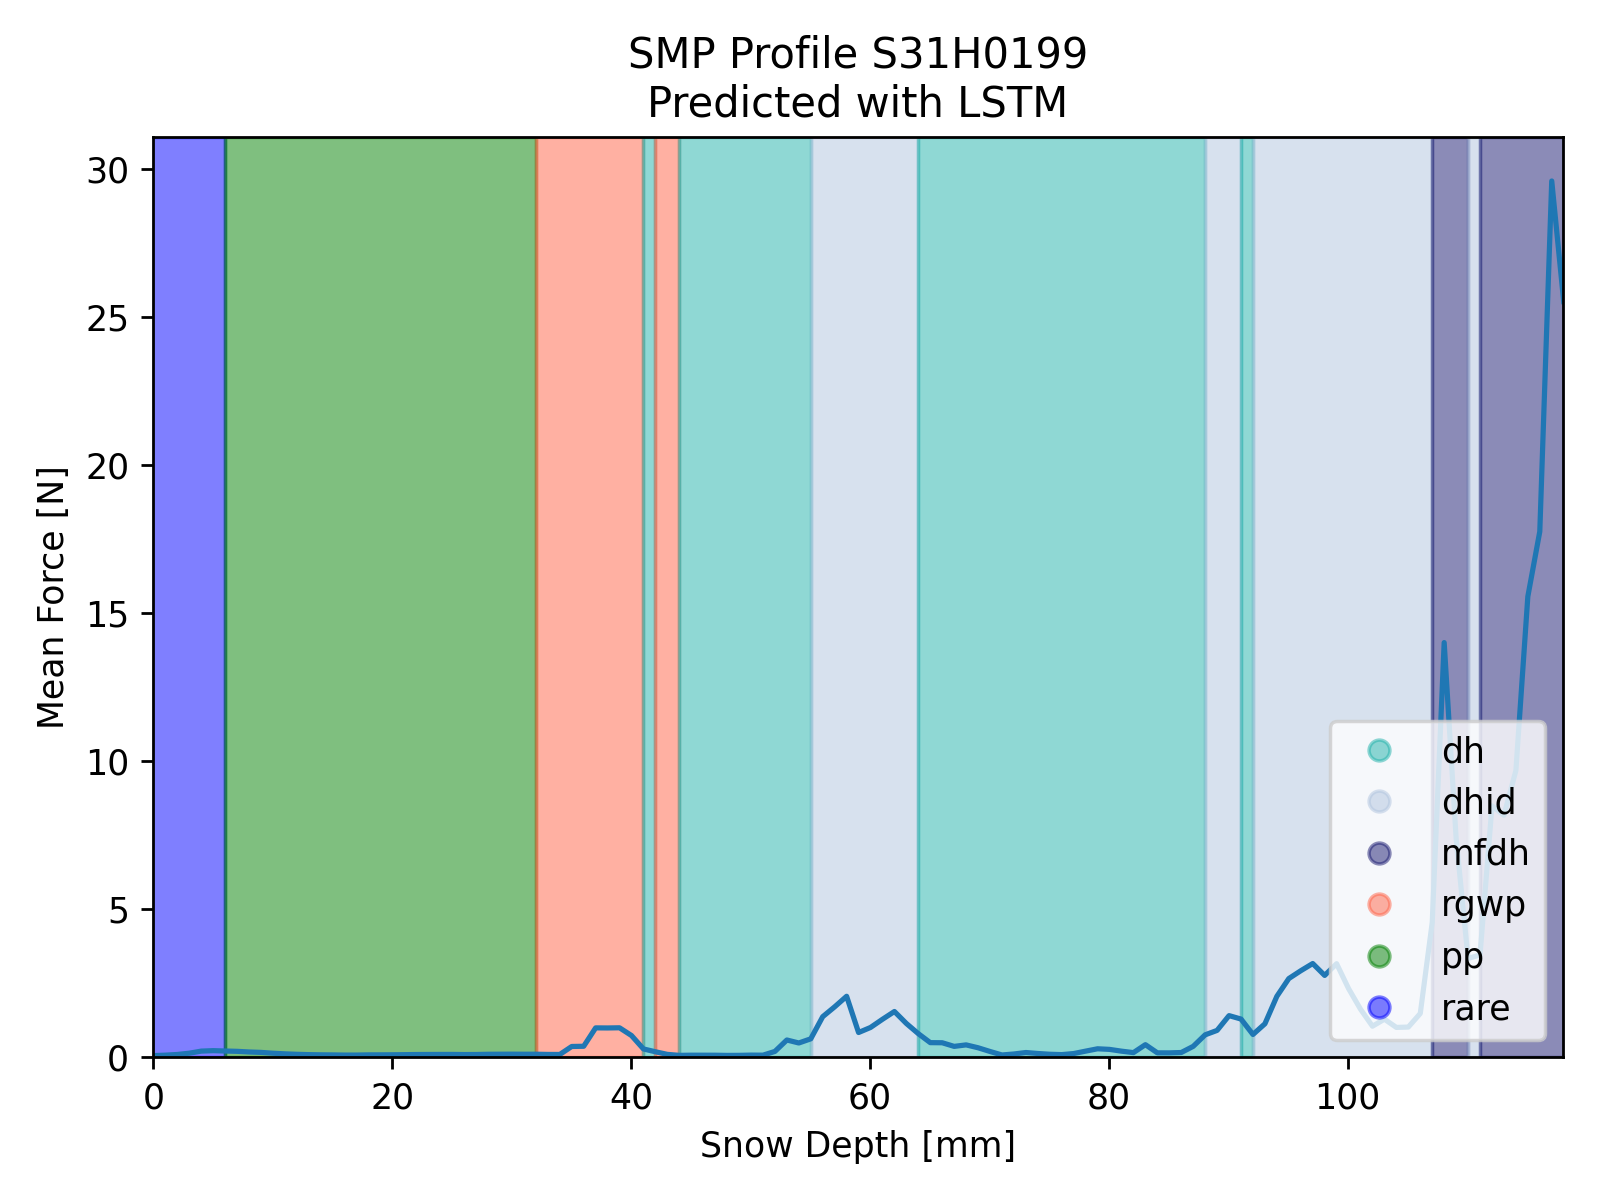 SMP Profile S31H0199
Predicted with LSTM
Mean Force [N]
30
25
20
15
10
5
0
0 20 40 60 80 100
Snow Depth [mm]
dh
dhid
mfdh
rgwp
pp
rare